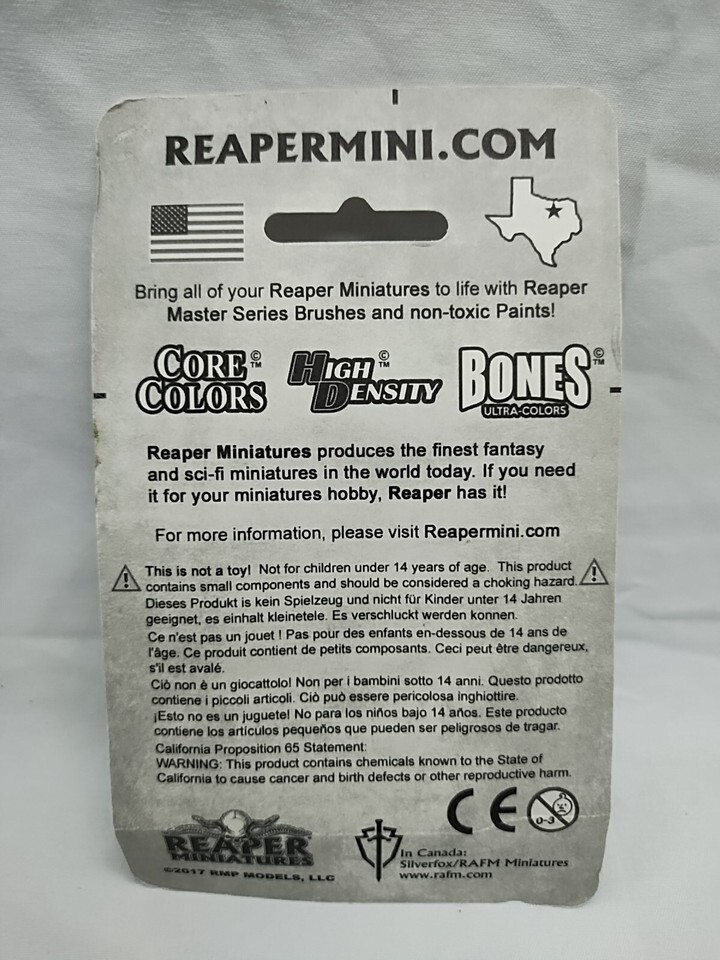 REAPERMINI.COM
Bring all of your Reaper Miniatures to life with Reaper
Master Series Brushes and non-toxic Paints!
CORE ©™
COLORS
HIGH ©™
DENSITY
BONES ©™
ULTRA-COLORS
Reaper Miniatures produces the finest fantasy
and sci-fi miniatures in the world today. If you need
it for your miniatures hobby, Reaper has it!
For more information, please visit Reapermini.com
This is not a toy! Not for children under 14 years of age. This product
contains small components and should be considered a choking hazard.
Dieses Produkt is kein Spielzeug und nicht für Kinder unter 14 Jahren
geeignet, es einhalt kleinetele. Es verschluckt werden konnen.
Ce n'est pas un jouet ! Pas pour des enfants en-dessous de 14 ans de
l'âge. Ce produit contient de petits composants. Ceci peut être dangereux,
s'il est avalé.
Ciò non è un giocattolo! Non per i bambini sotto 14 anni. Questo prodotto
contiene i piccoli articoli. Ciò può essere pericolosa inghiottire.
¡Esto no es un juguete! No para los niños bajo 14 años. Este producto
contiene los artículos pequeños que pueden ser peligrosos de tragar.
California Proposition 65 Statement:
WARNING: This product contains chemicals known to the State of
California to cause cancer and birth defects or other reproductive harm.
CE
0-3
REAPER
MINIATURES
©2017 RMP MODELS, LLC
In Canada:
Silverfox/RAFM Miniatures
www.rafm.com